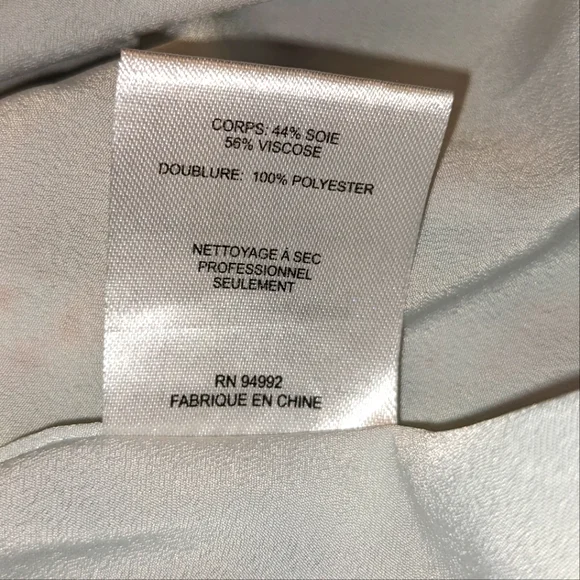 CORPS: 44% SOIE
56% VISCOSE
DOUBLURE: 100% POLYESTER
NETTOYAGE À SEC
PROFESSIONNEL
SEULEMENT
RN 94992
FABRIQUE EN CHINE